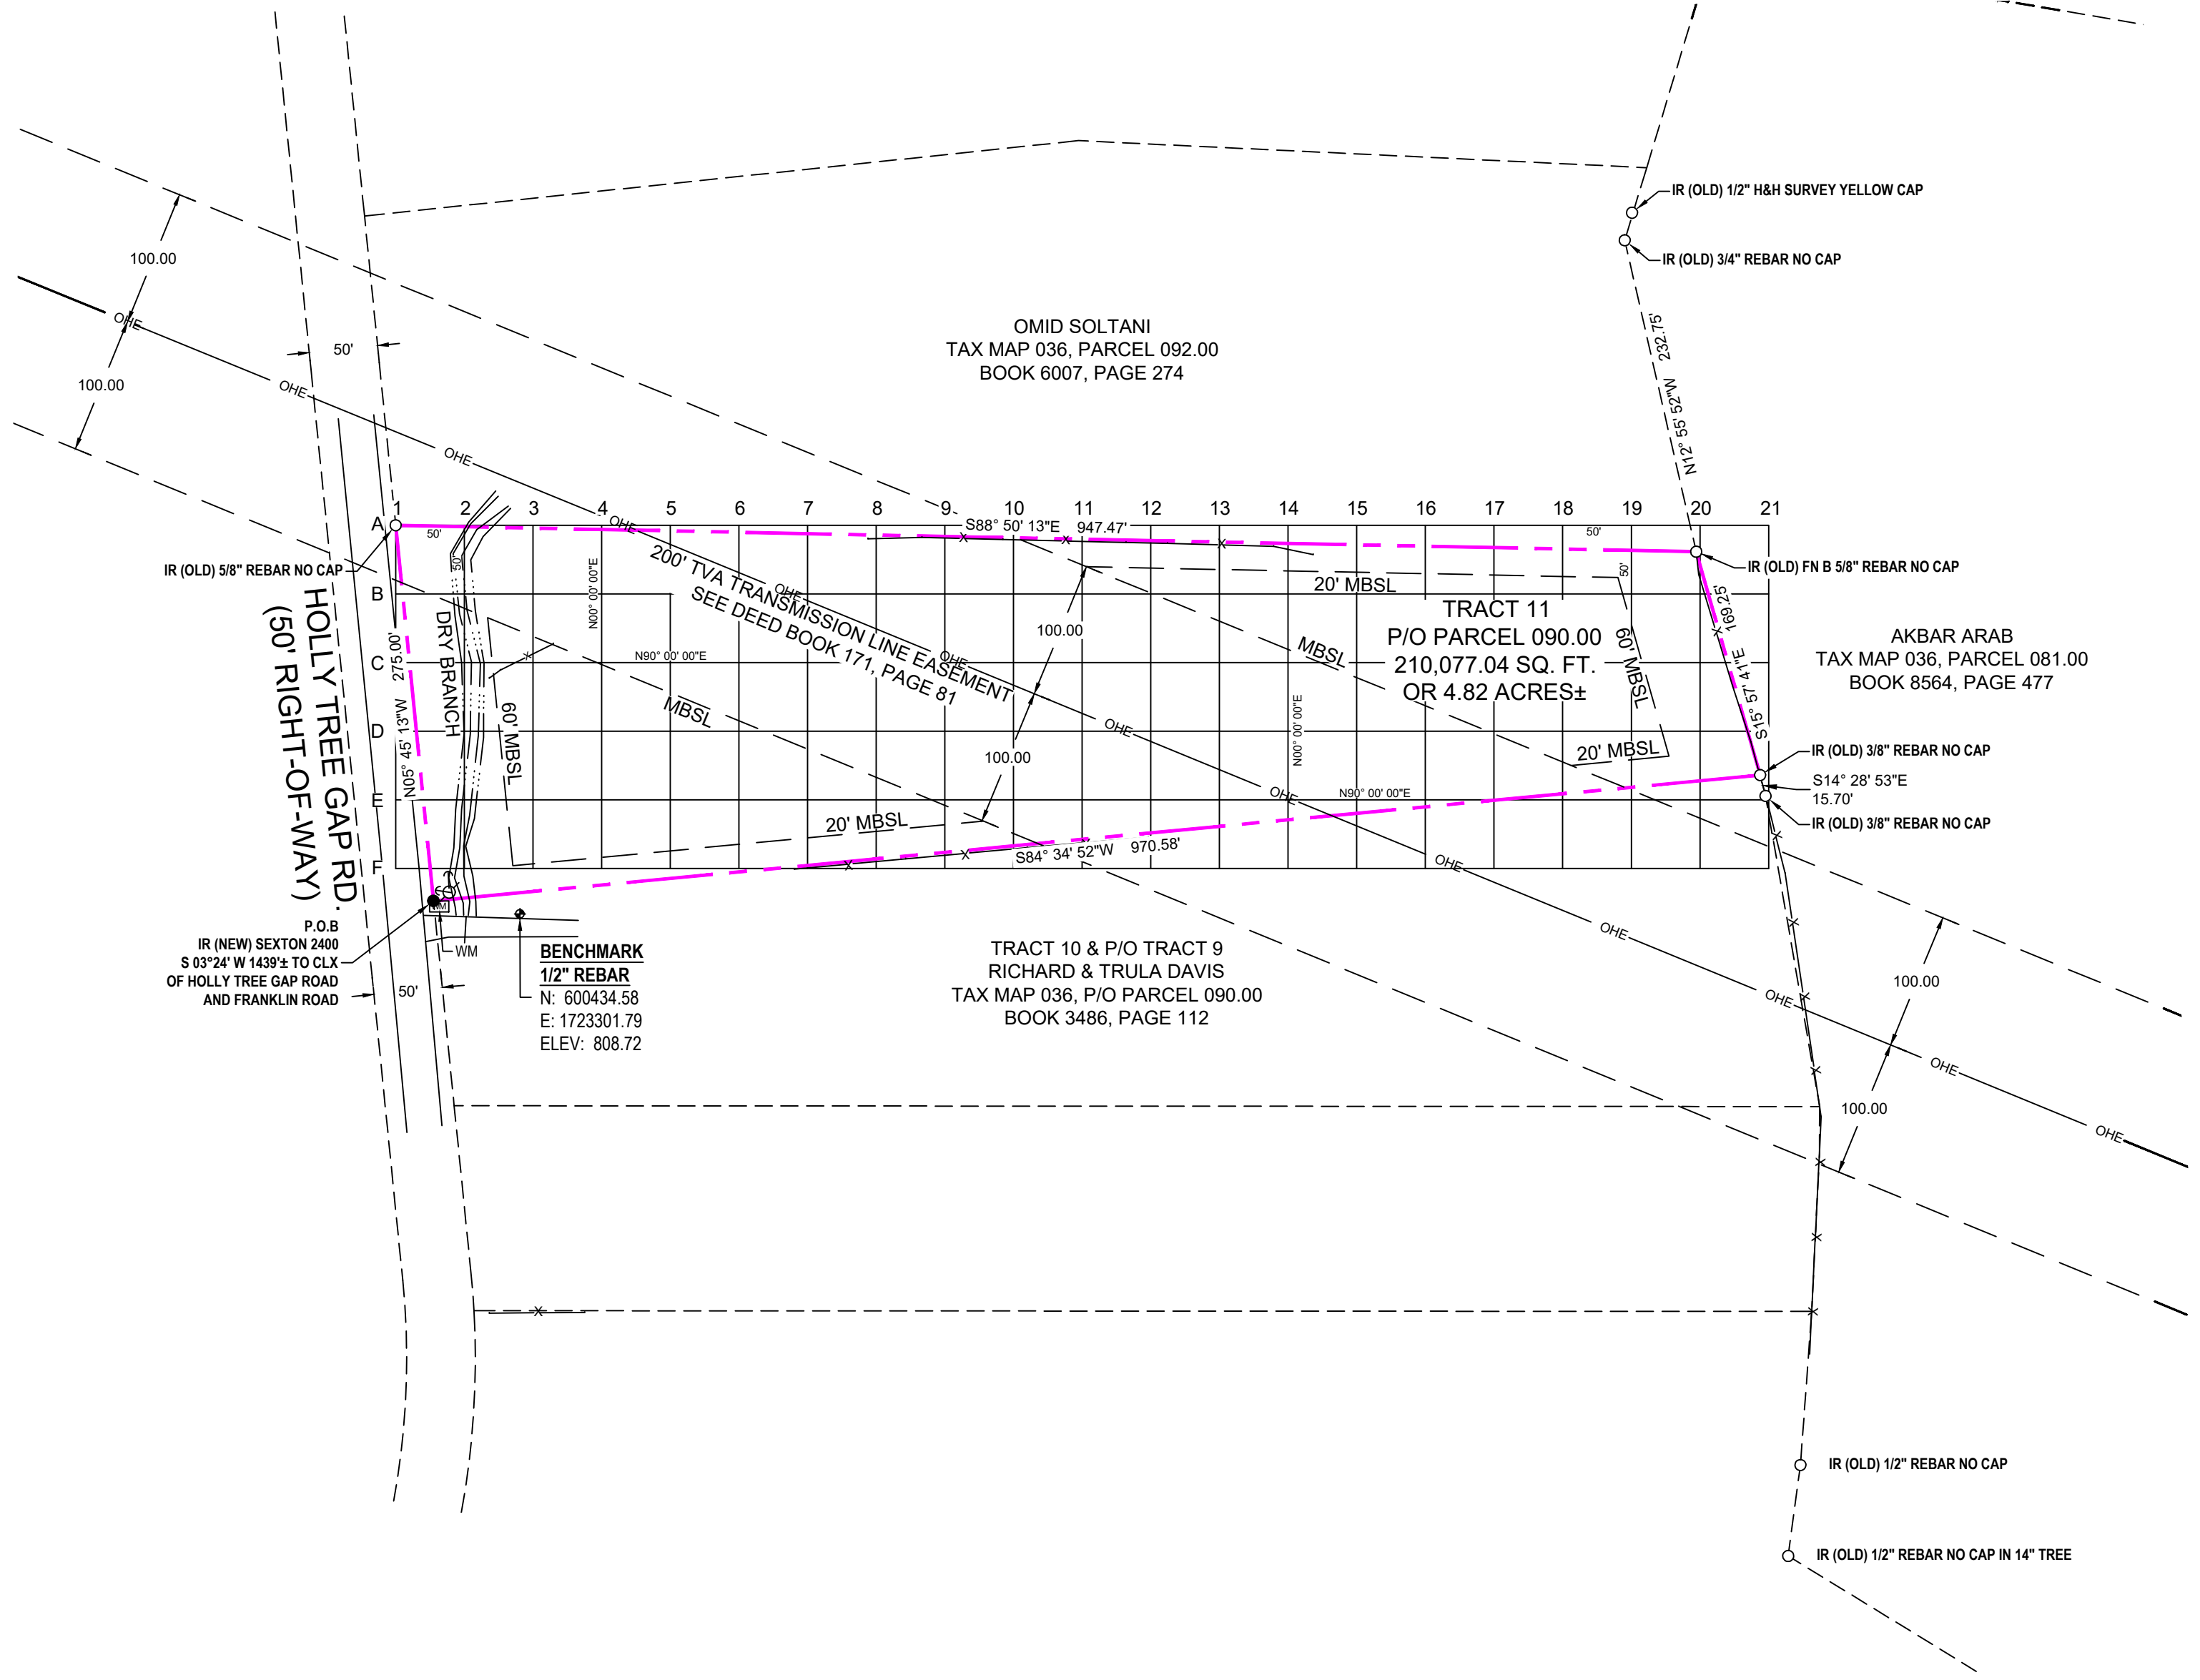 IR (OLD) 1/2" H&H SURVEY YELLOW CAP
IR (OLD) 3/4" REBAR NO CAP
100.00
100.00
OHE
OHE
OHE
50'
OMID SOLTANI
TAX MAP 036, PARCEL 092.00
BOOK 6007, PAGE 274
N12° 55' 52"W 232.75'
1 2 3 4 5 6 7 8 9 10 11 12 13 14 15 16 17 18 19 20 21
A
B
C
D
E
F
50'
OHE
S88° 50' 13"E 947.47'
50'
50'
50'
IR (OLD) 5/8" REBAR NO CAP
IR (OLD) FN B 5/8" REBAR NO CAP
HOLLY TREE GAP RD.
(50' RIGHT-OF-WAY)
N05° 45' 13"W 275.00'
DRY BRANCH
60' MBSL
N00° 00' 00"E
N90° 00' 00"E
200' TVA TRANSMISSION LINE EASEMENT
SEE DEED BOOK 171, PAGE 81
OHE
OHE
MBSL
100.00
100.00
20' MBSL
MBSL
TRACT 11
P/O PARCEL 090.00
210,077.04 SQ. FT.
OR 4.82 ACRES±
60' MBSL
169.25'
S15° 57' 41"E
AKBAR ARAB
TAX MAP 036, PARCEL 081.00
BOOK 8564, PAGE 477
N00° 00' 00"E
OHE
OHE
20' MBSL
IR (OLD) 3/8" REBAR NO CAP
S14° 28' 53"E
15.70'
IR (OLD) 3/8" REBAR NO CAP
N90° 00' 00"E
20' MBSL
S84° 34' 52"W 970.58'
OHE
OHE
OHE
OHE
OHE
100.00
100.00
P.O.B
IR (NEW) SEXTON 2400
S 03°24' W 1439'± TO CLX
OF HOLLY TREE GAP ROAD
AND FRANKLIN ROAD
50'
WM
WM
BENCHMARK
1/2" REBAR
N: 600434.58
E: 1723301.79
ELEV: 808.72
TRACT 10 & P/O TRACT 9
RICHARD & TRULA DAVIS
TAX MAP 036, P/O PARCEL 090.00
BOOK 3486, PAGE 112
IR (OLD) 1/2" REBAR NO CAP
IR (OLD) 1/2" REBAR NO CAP IN 14" TREE